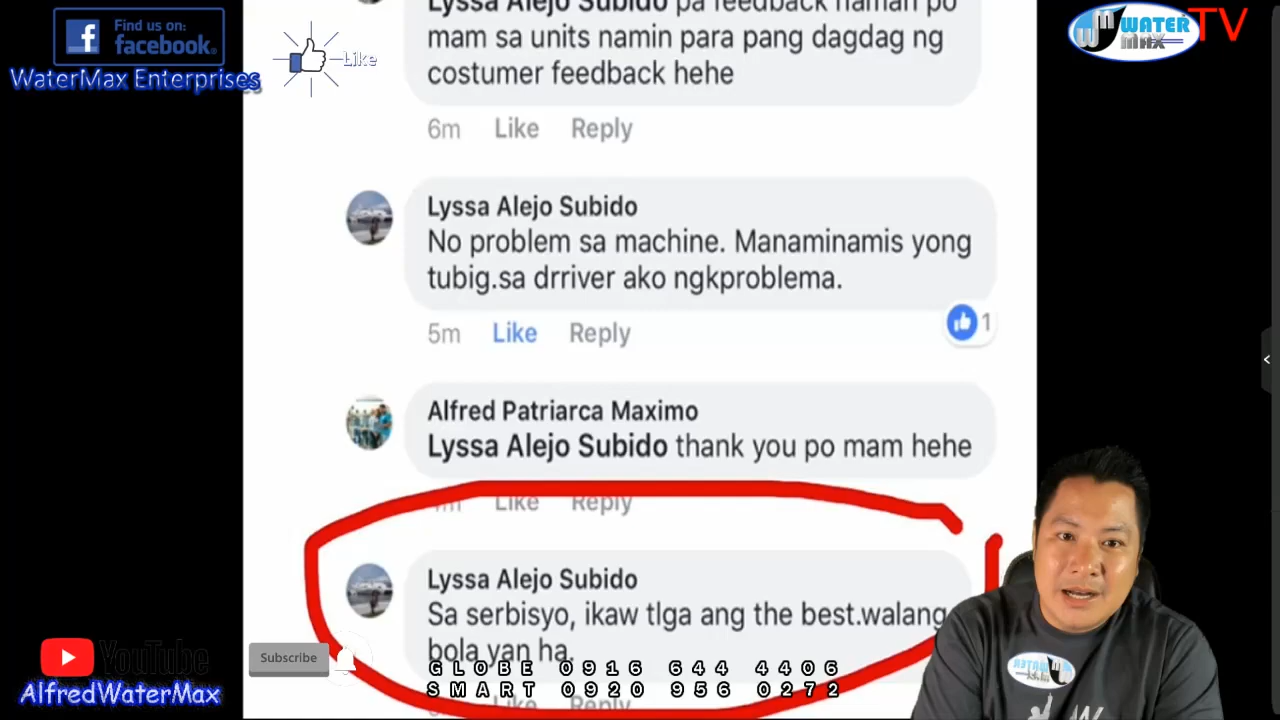 Find us on:
facebook.
WaterMax Enterprises
Like
WATER
MAX
TV
Lyssa Alejo Subido pa feedback naman po
man sa units namin para pang dagdag ng
costumer feedback hehe
6m Like Reply
Lyssa Alejo Subido
No problem sa machine. Manaminamis yong
tubig.sa drriver ako ngkproblema.
5m Like Reply
1
Alfred Patriarca Maximo
Lyssa Alejo Subido thank you po mam hehe
Like Reply
Lyssa Alejo Subido
Sa serbisyo, ikaw tlga ang the best.walang
bola yan ha.
Like Reply
GLOBE 0916 644 4406
SMART 0920 956 0272
YouTube
AlfredWaterMax
Subscribe